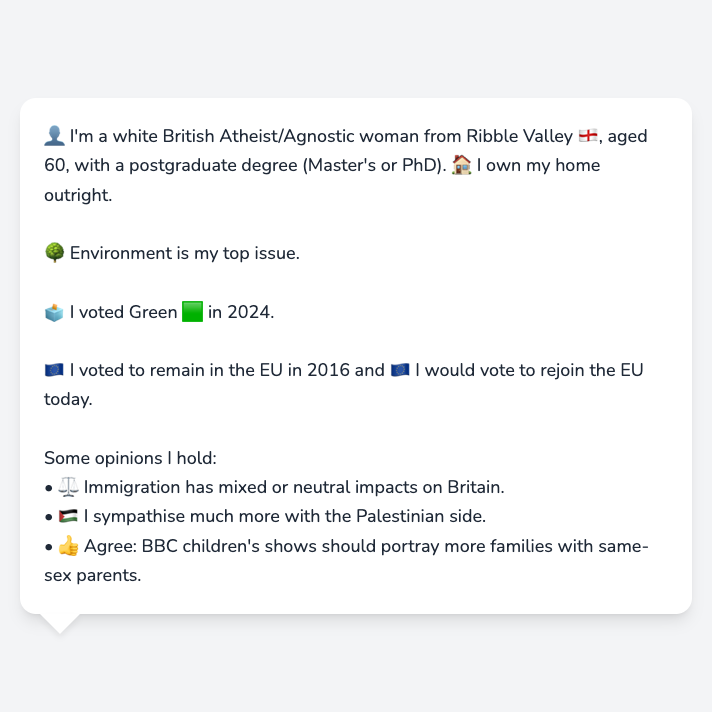 👤 I'm a white British Atheist/Agnostic woman from Ribble Valley 🏴󠁧󠁢󠁥󠁮󠁧󠁿, aged
60, with a postgraduate degree (Master's or PhD). 🏠 I own my home
outright.
🌳 Environment is my top issue.
🗳️ I voted Green 🟩 in 2024.
🇪🇺 I voted to remain in the EU in 2016 and 🇪🇺 I would vote to rejoin the EU
today.
Some opinions I hold:
• ⚖️ Immigration has mixed or neutral impacts on Britain.
• 🇵🇸 I sympathise much more with the Palestinian side.
• 👍 Agree: BBC children's shows should portray more families with same-
sex parents.